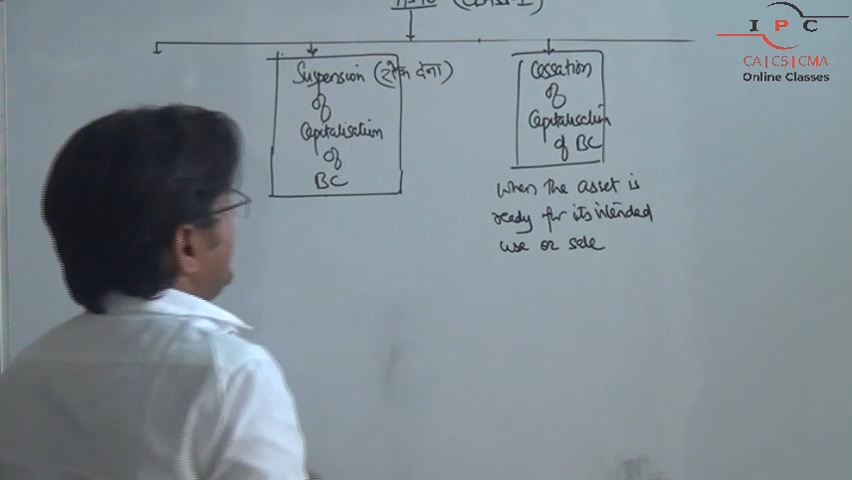 (CLASS-I)
Suspension (रोक देना)
of
Capitalisation
of
BC
Cessation
of
Capitalisation
of BC
when the asset is
ready for its intended
use or sale
I P C
CA|CS|CMA
Online Classes